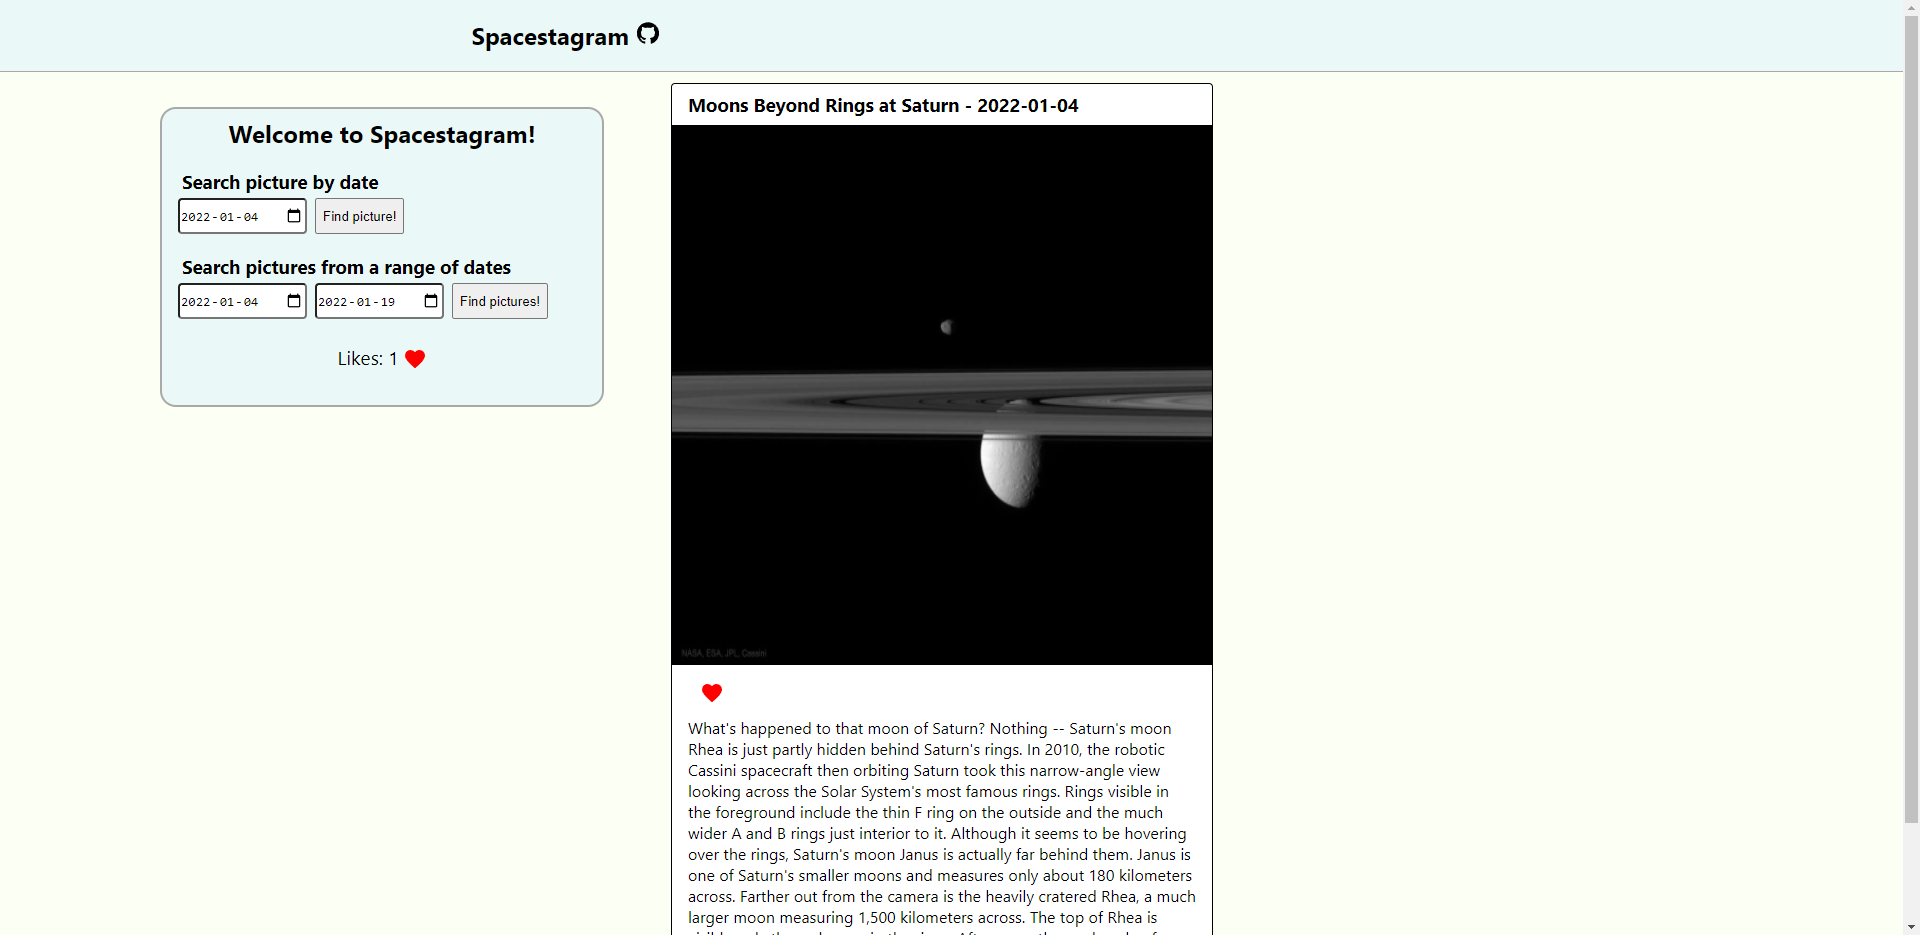 Spacestagram
Welcome to Spacestagram!
Search picture by date
2022-01-04
Find picture!
Search pictures from a range of dates
2022-01-04
2022-01-19
Find pictures!
Likes: 1
Moons Beyond Rings at Saturn - 2022-01-04
NASA, ESA, JPL, Cassini
What's happened to that moon of Saturn? Nothing -- Saturn's moon
Rhea is just partly hidden behind Saturn's rings. In 2010, the robotic
Cassini spacecraft then orbiting Saturn took this narrow-angle view
looking across the Solar System's most famous rings. Rings visible in
the foreground include the thin F ring on the outside and the much
wider A and B rings just interior to it. Although it seems to be hovering
over the rings, Saturn's moon Janus is actually far behind them. Janus is
one of Saturn's smaller moons and measures only about 180 kilometers
across. Farther out from the camera is the heavily cratered Rhea, a much
larger moon measuring 1,500 kilometers across. The top of Rhea is